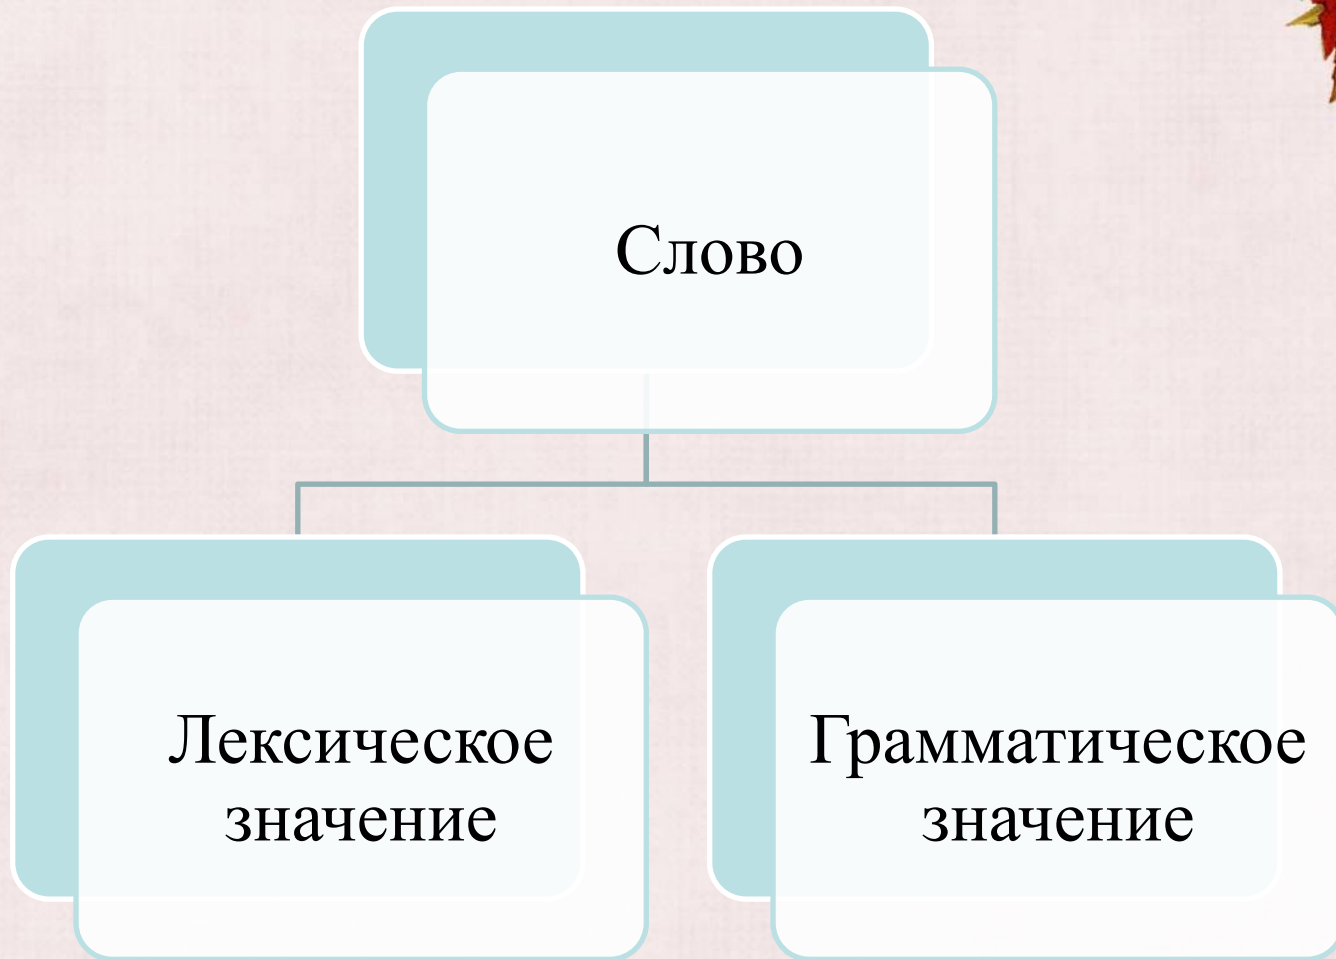 Слово
Лексическое
значение
Грамматическое
значение